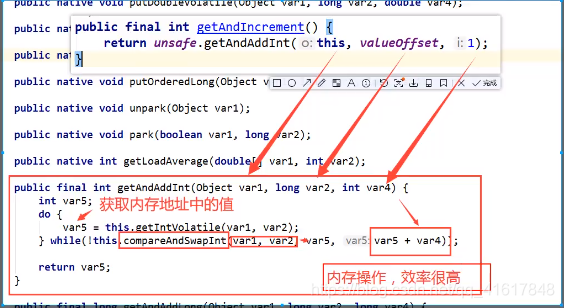 public native void putDoubleVolatile(Object var1, long var2, double var4);
public final int getAndIncrement() {
return unsafe.getAndAddInt( o: this, valueOffset, i: 1);
}
public nat
public nat
public nat
public native void putOrderedLong(Object v
完成
public native void unpark(Object var1);
public native void park(boolean var1, long var2);
public native int getLoadAverage(double[] var1, int var2);
public final int getAndAddInt(Object var1, long var2, int var4) {
int var5;
获取内存地址中的值
do {
var5 = this.getIntVolatile(var1, var2);
} while(!this.compareAndSwapInt(var1, var2, var5, var5: var5 + var4));
return var5;
内存操作，效率很高
}
public final long getAndAddLong(Object var1, long var2, long var4) {